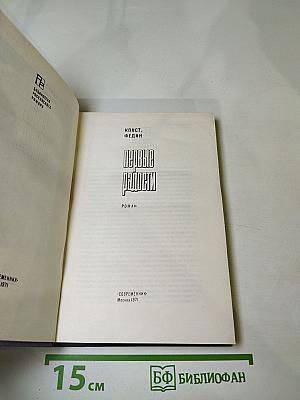 КОНСТ.
ФЕДИН
первые
радости
РОМАН
«СОВРЕМЕННИК»
Москва 1971
15 см
БФ БИБЛИОФАН